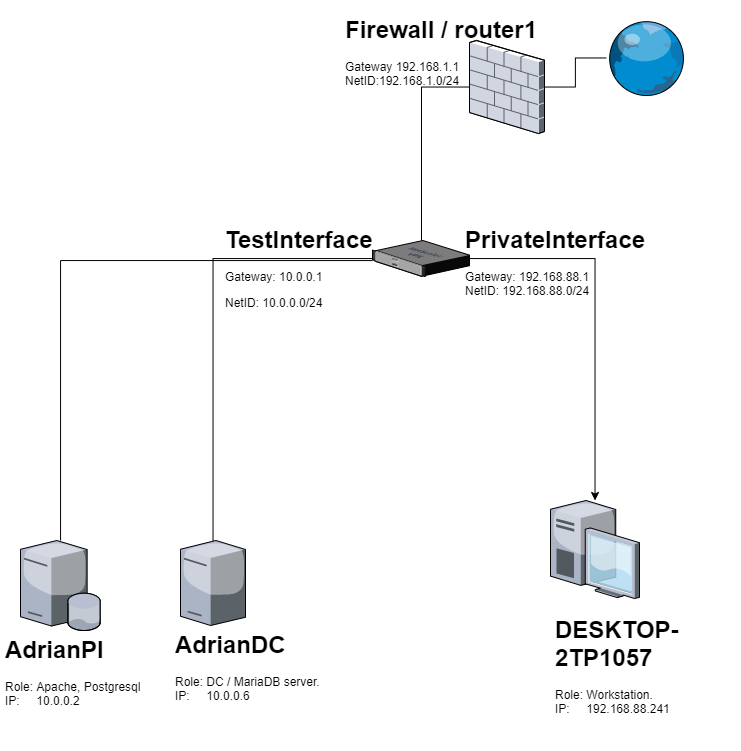 Firewall / router1
Gateway 192.168.1.1
NetID:192.168.1.0/24
TestInterface
Gateway: 10.0.0.1
NetID: 10.0.0.0/24
PrivateInterface
Gateway: 192.168.88.1
NetID: 192.168.88.0/24
AdrianPI
Role: Apache, Postgresql
IP: 10.0.0.2
AdrianDC
Role: DC / MariaDB server.
IP: 10.0.0.6
DESKTOP-
2TP1057
Role: Workstation.
IP: 192.168.88.241